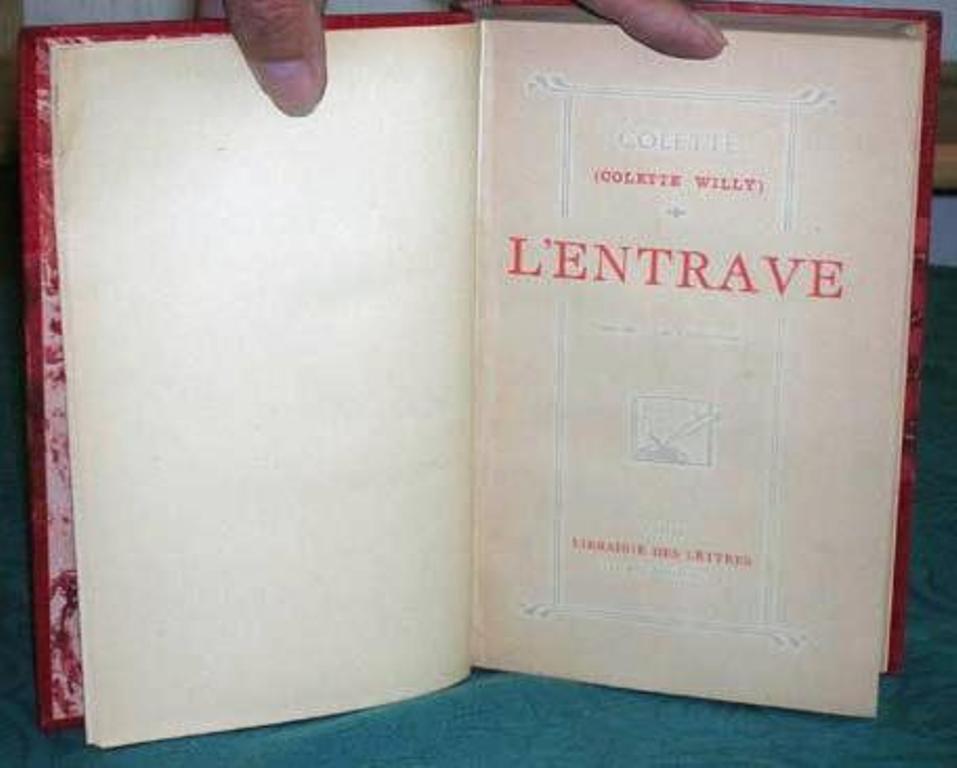 COLETTE
(COLETTE WILLY)
L'ENTRAVE
LIBRAIRIE DES LETTRES